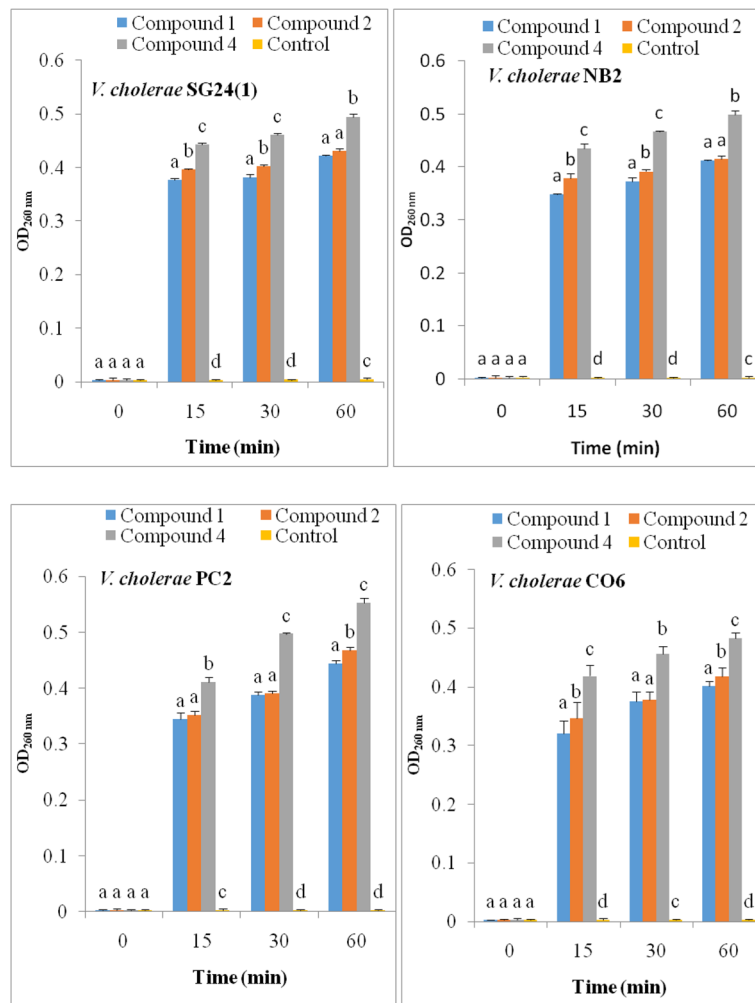 Compound 1 Compound 2
Compound 4 Control
V. cholerae SG24(1)
0.6
0.5
0.4
0.3
0.2
0.1
0
OD260 nm
a b c d
a b c d
a a b c
a a a a
0 15 30 60
Time (min)
Compound 1 Compound 2
Compound 4 Control
V. cholerae NB2
0.6
0.5
0.4
0.3
0.2
0.1
0
OD260 nm
a b c d
a b c d
a a b c
a a a a
0 15 30 60
Time (min)
Compound 1 Compound 2
Compound 4 Control
V. cholerae PC2
0.6
0.5
0.4
0.3
0.2
0.1
0
OD260 nm
a a b c
a a c d
a b c d
a a a a
0 15 30 60
Time (min)
Compound 1 Compound 2
Compound 4 Control
V. cholerae CO6
0.6
0.5
0.4
0.3
0.2
0.1
0
OD260 nm
a b c d
a a b c
a b c d
a a a a
0 15 30 60
Time (min)